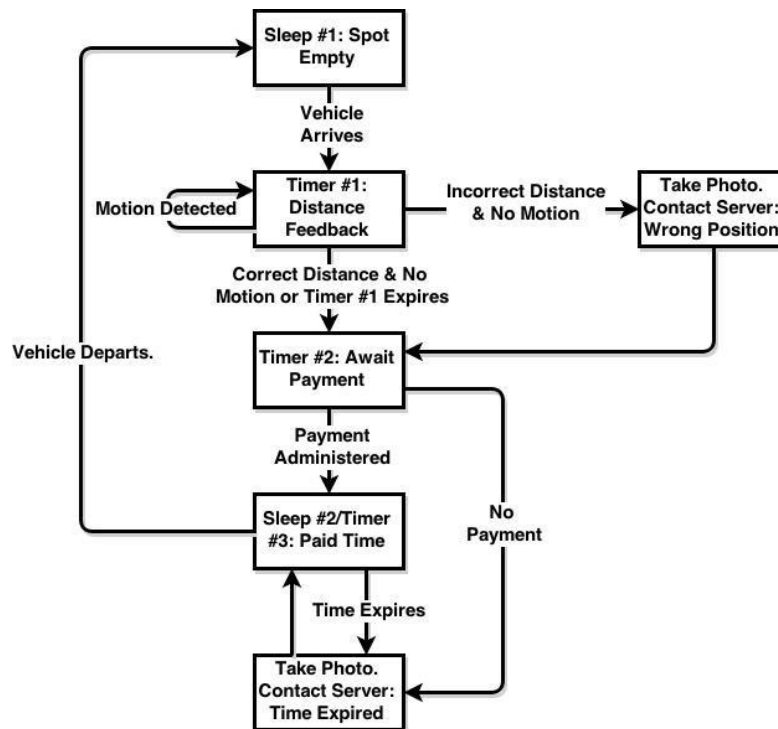 Sleep #1: Spot
Empty
Vehicle
Arrives
Motion Detected
Timer #1:
Distance
Feedback
Incorrect Distance
& No Motion
Take Photo.
Contact Server:
Wrong Position
Correct Distance & No
Motion or Timer #1 Expires
Vehicle Departs.
Timer #2: Await
Payment
Payment
Administered
No
Payment
Sleep #2/Timer
#3: Paid Time
Time Expires
Take Photo.
Contact Server:
Time Expired